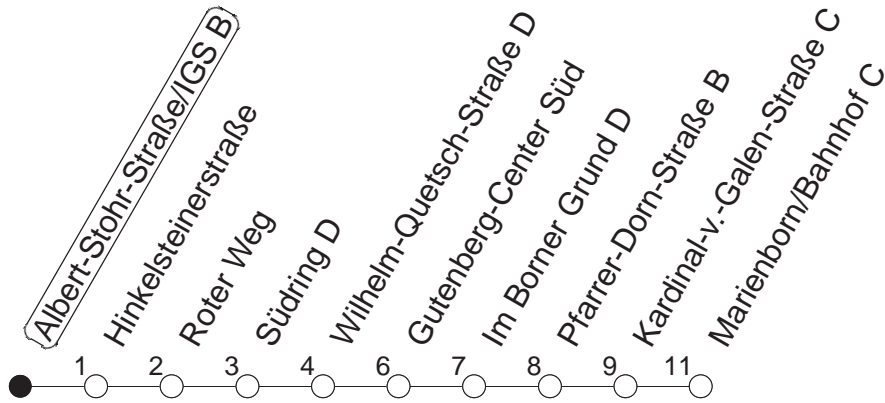 Albert-Stohr-Straße/IGS B
Hinkelsteinerstraße
Roter Weg
Südring D
Wilhelm-Quetsch-Straße D
Gutenberg-Center Süd
Im Borner Grund D
Pfarrer-Dorn-Straße B
Kardinal-v.-Galen-Straße C
Marienborn/Bahnhof C
1 2 3 4 6 7 8 9 11